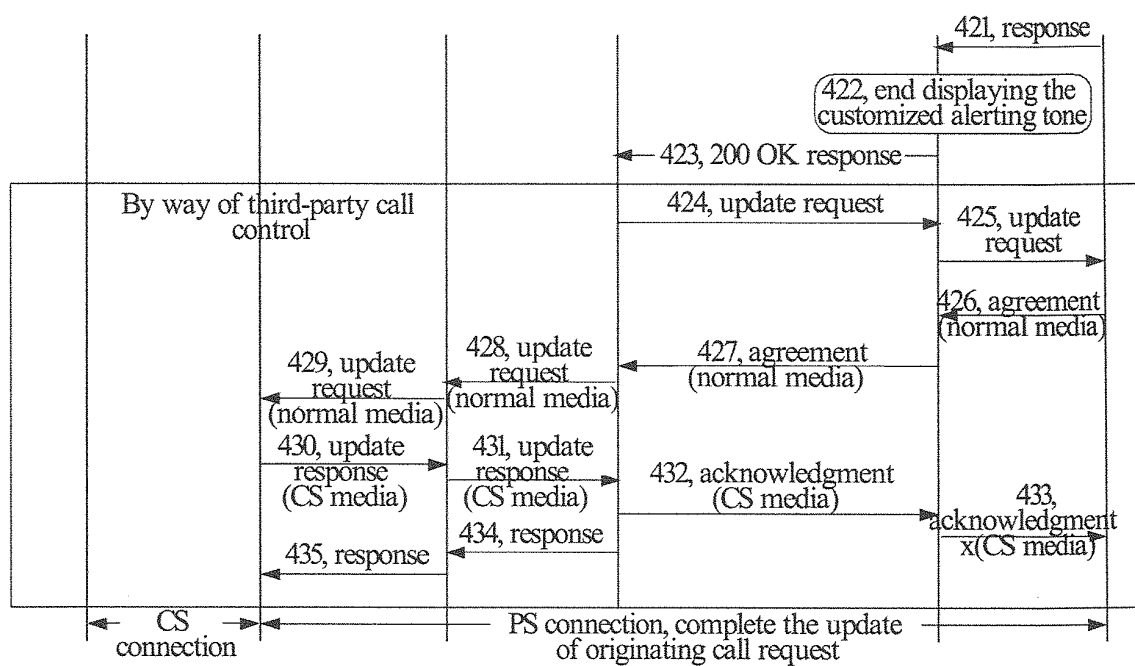 421, response
422, end displaying the
customized alerting tone
423, 200 OK response
By way of third-party call
control
424, update request
425, update
request
426, agreement
(normal media)
427, agreement
(normal media)
428, update
request
(normal media)
429, update
request
(normal media)
430, update
response
(CS media)
431, update
response
(CS media)
432, acknowledgment
(CS media)
433,
acknowledgment
x(CS media)
434, response
435, response
CS
connection
PS connection, complete the update
of originating call request